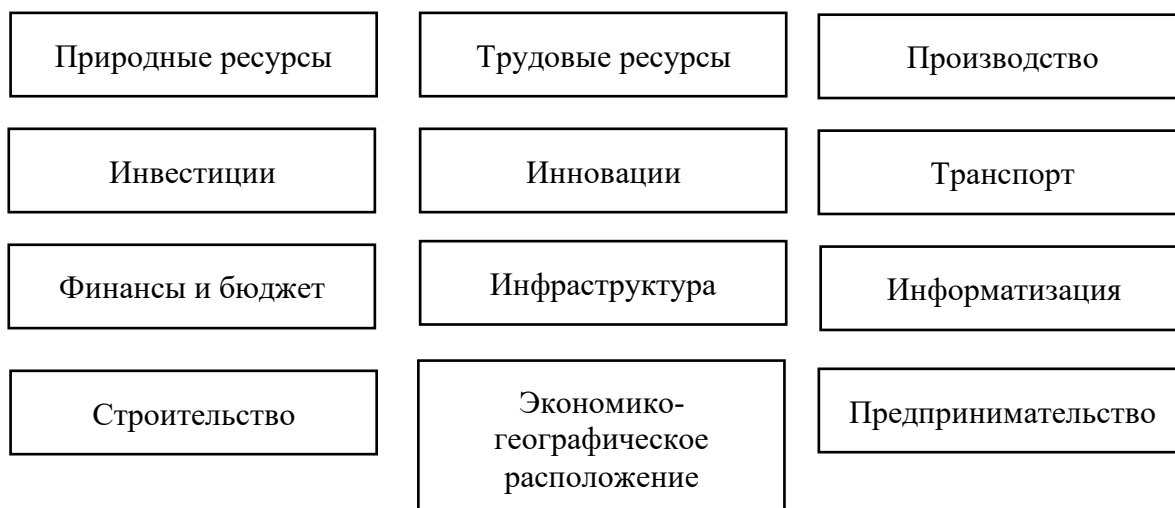 Природные ресурсы
Трудовые ресурсы
Производство
Инвестиции
Инновации
Транспорт
Финансы и бюджет
Инфраструктура
Информатизация
Строительство
Экономико-
географическое
расположение
Предпринимательство